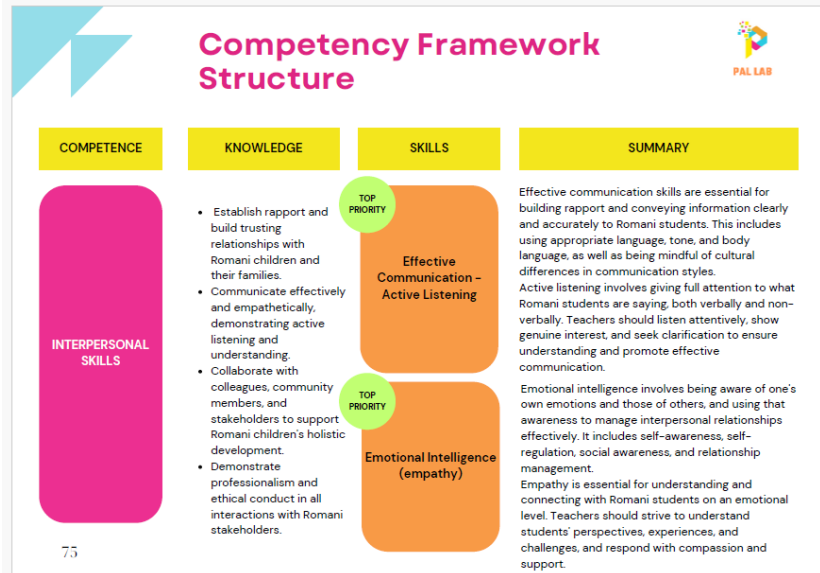 Competency Framework
Structure
PAL LAB
COMPETENCE
KNOWLEDGE
SKILLS
SUMMARY
INTERPERSONAL
SKILLS
• Establish rapport and
build trusting
relationships with
Romani children and
their families.
• Communicate effectively
and empathetically,
demonstrating active
listening and
understanding.
• Collaborate with
colleagues, community
members, and
stakeholders to support
Romani children's holistic
development.
• Demonstrate
professionalism and
ethical conduct in all
interactions with Romani
stakeholders.
TOP
PRIORITY
Effective
Communication –
Active Listening
Effective communication skills are essential for
building rapport and conveying information clearly
and accurately to Romani students. This includes
using appropriate language, tone, and body
language, as well as being mindful of cultural
differences in communication styles.
Active listening involves giving full attention to what
Romani students are saying, both verbally and non-
verbally. Teachers should listen attentively, show
genuine interest, and seek clarification to ensure
understanding and promote effective
communication.
TOP
PRIORITY
Emotional Intelligence
(empathy)
Emotional intelligence involves being aware of one's
own emotions and those of others, and using that
awareness to manage interpersonal relationships
effectively. It includes self-awareness, self-
regulation, social awareness, and relationship
management.
Empathy is essential for understanding and
connecting with Romani students on an emotional
level. Teachers should strive to understand
students' perspectives, experiences, and
challenges, and respond with compassion and
support.
75